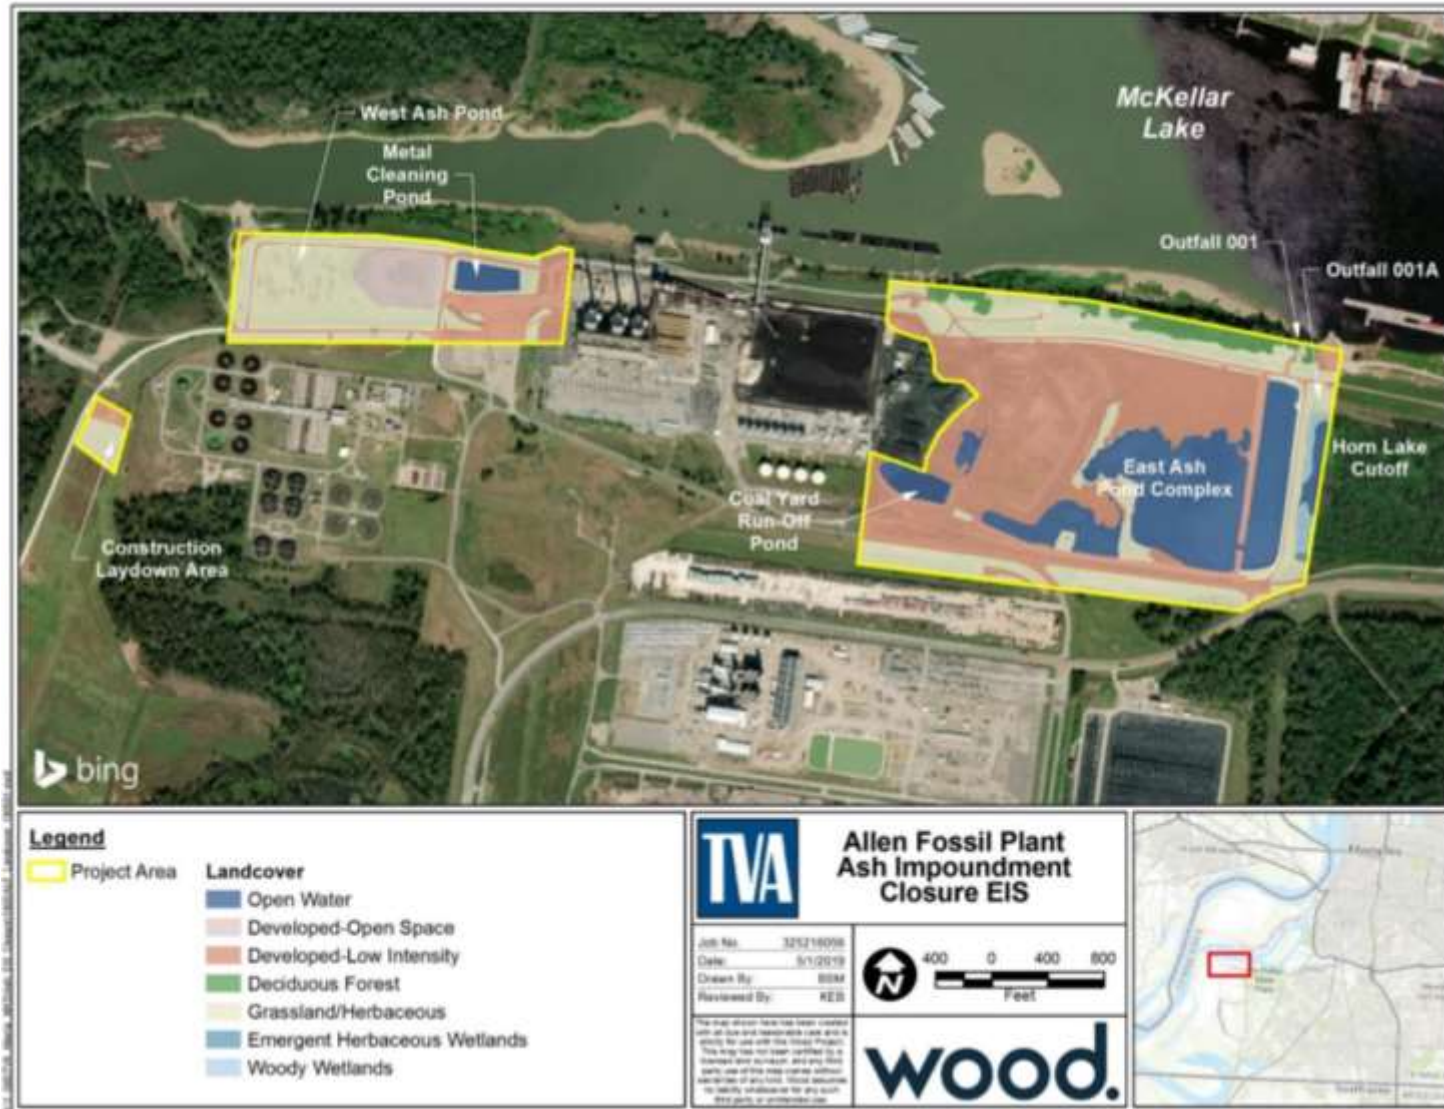 McKellar
Lake
West Ash Pond
Metal
Cleaning
Pond
Outfall 001
Outfall 001A
Horn Lake
Cutoff
East Ash
Pond Complex
Coal Yard
Run-Off
Pond
Construction
Laydown Area
bing
Legend
Project Area
Landcover
Open Water
Developed-Open Space
Developed-Low Intensity
Deciduous Forest
Grassland/Herbaceous
Emergent Herbaceous Wetlands
Woody Wetlands
TVA
Allen Fossil Plant
Ash Impoundment
Closure EIS
Job No.
Date: 5/1/2019
Drawn By: BSM
Reviewed By: KEB
N
400 0 400 800
Feet
wood.